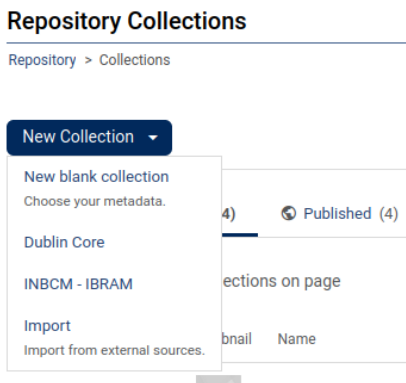 Repository Collections
Repository > Collections
New Collection
New blank collection
Choose your metadata.
4)
Published (4)
Dublin Core
INBCM - IBRAM
ections on page
Import
Import from external sources.
bnail
Name